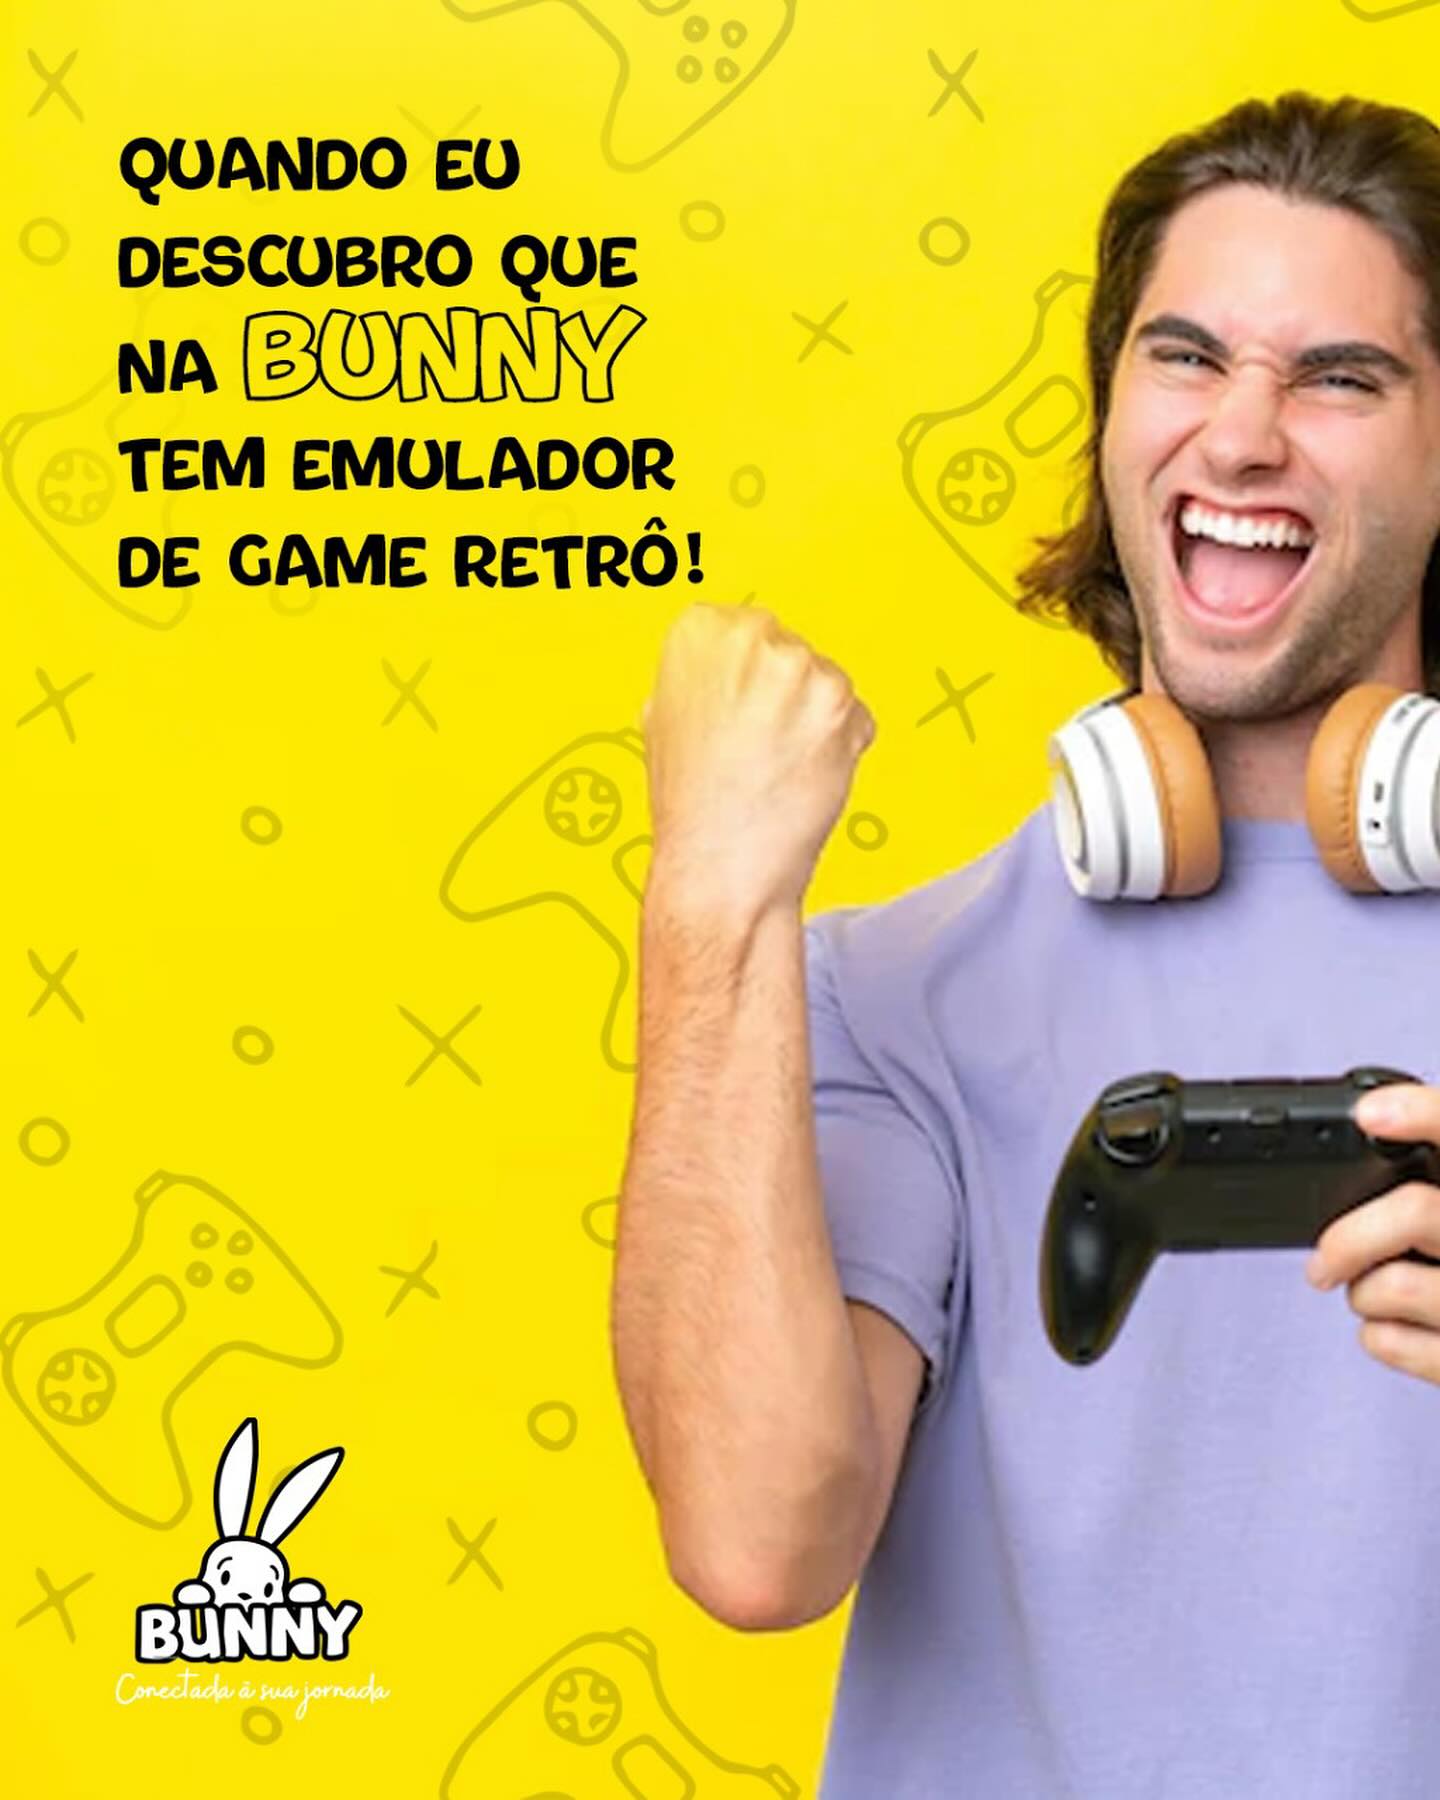 QUANDO EU
DESCUBRO QUE
NA BUNNY
TEM EMULADOR
DE GAME RETRÔ!
BUNNY
Conectada à sua jornada